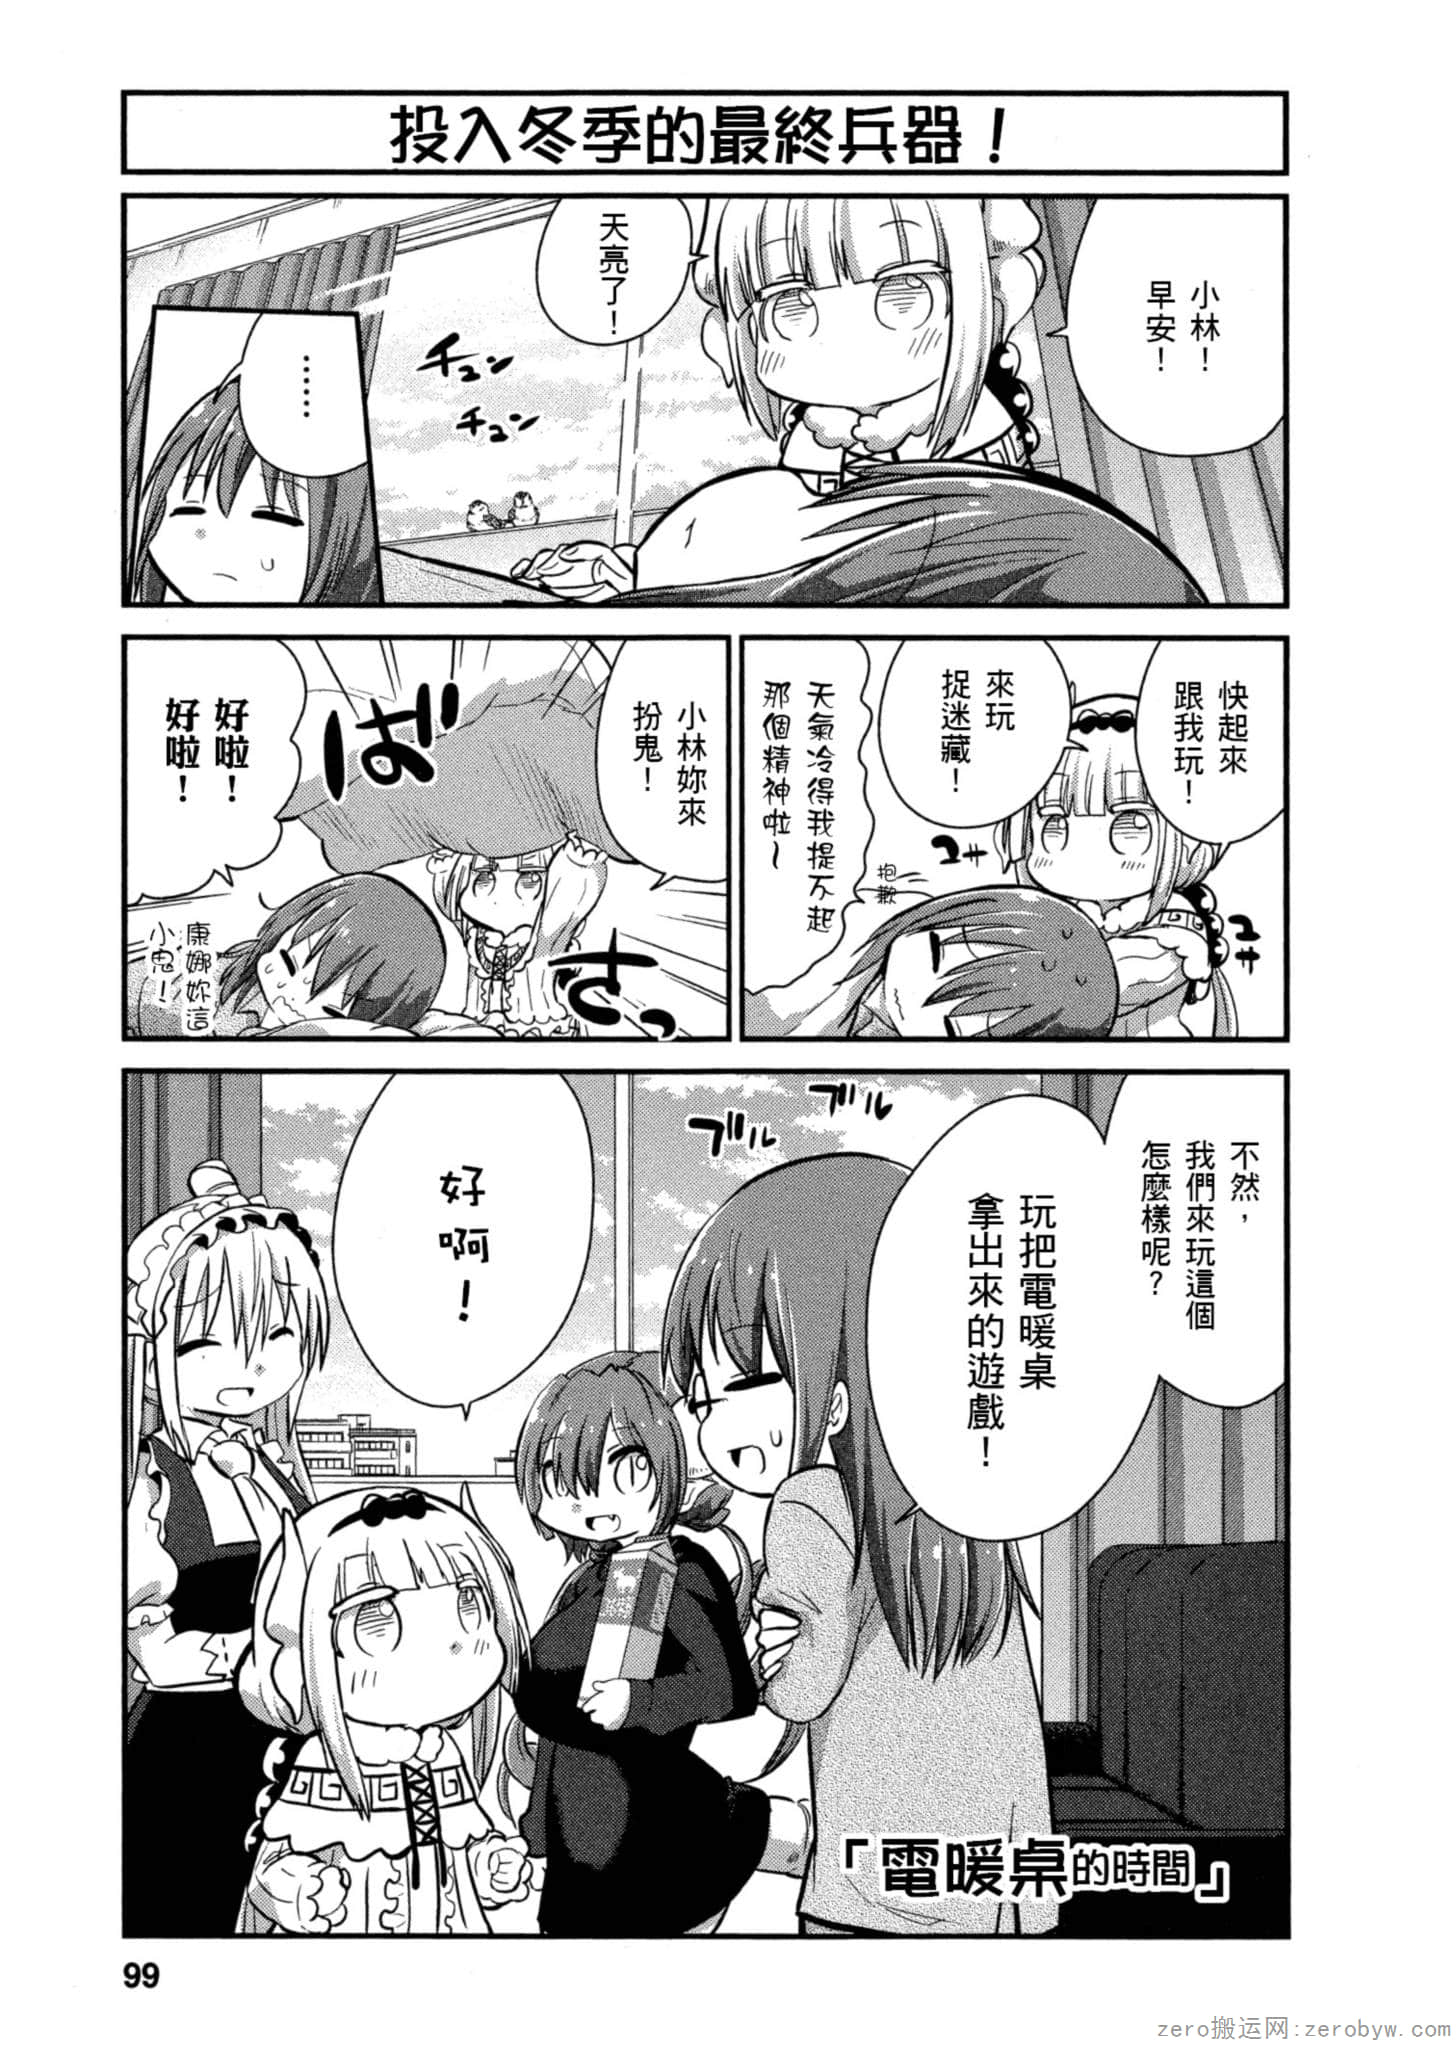 投入冬季的最終兵器！
小林！
早安！
天亮了！
チュン
チュン
……
快起來
跟我玩！
來玩
捉迷藏！
ユサ
ユサ
抱歉
天氣冷得我提不起
那個精神啦～
小林妳來
扮鬼！
ばさっ
好啦！
好啦！
康娜妳這
小鬼！
不然，
我們來玩這個
怎麼樣呢？
玩把電暖桌
拿出來的遊戲！
ブル
ブル
好啊！
「電暖桌的時間」
99
zero搬运网:zerobyw.com